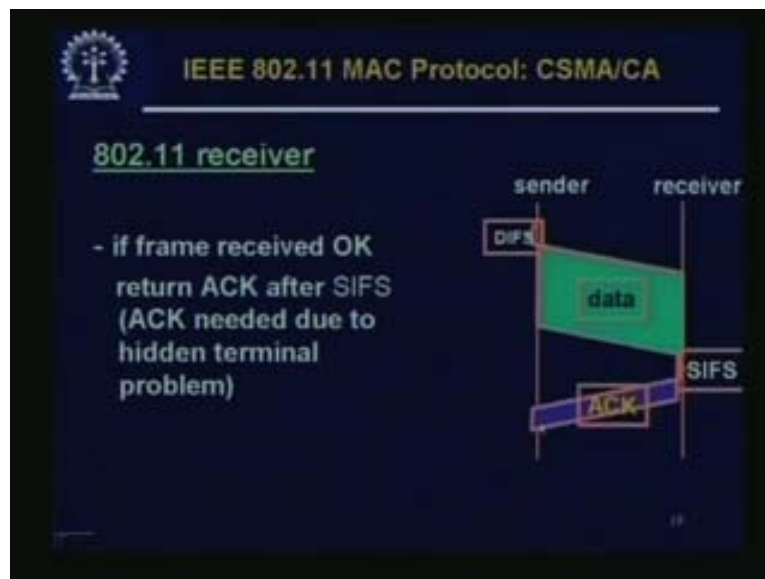 IEEE 802.11 MAC Protocol: CSMA/CA
802.11 receiver
- if frame received OK
return ACK after SIFS
(ACK needed due to
hidden terminal
problem)
sender receiver
DIFS
data
SIFS
ACK